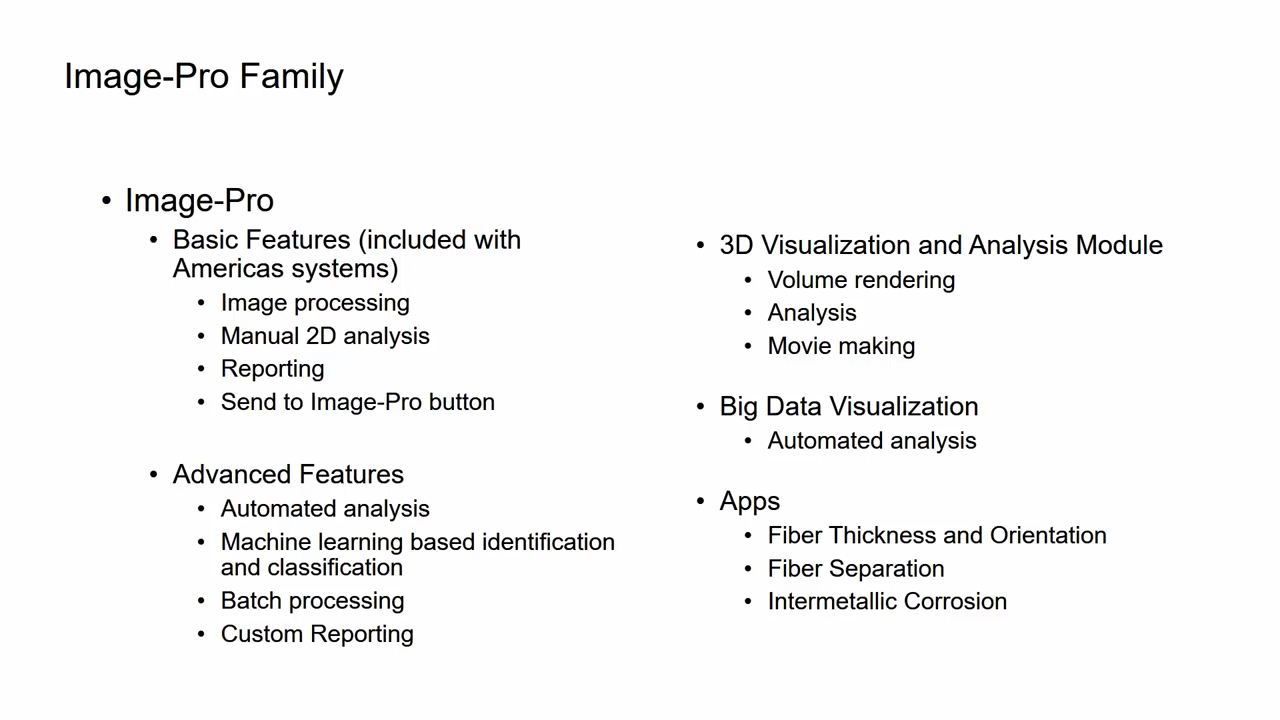 Image-Pro Family
• Image-Pro
• Basic Features (included with
Americas systems)
• Image processing
• Manual 2D analysis
• Reporting
• Send to Image-Pro button
• Advanced Features
• Automated analysis
• Machine learning based identification
and classification
• Batch processing
• Custom Reporting
• 3D Visualization and Analysis Module
• Volume rendering
• Analysis
• Movie making
• Big Data Visualization
• Automated analysis
• Apps
• Fiber Thickness and Orientation
• Fiber Separation
• Intermetallic Corrosion